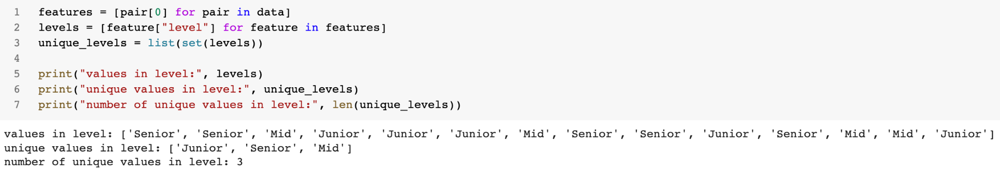 1 features = [pair[0] for pair in data]
2 levels = [feature["level"] for feature in features]
3 unique_levels = list(set(levels))
4
5 print("values in level:", levels)
6 print("unique values in level:", unique_levels)
7 print("number of unique values in level:", len(unique_levels))
values in level: ['Senior', 'Senior', 'Mid', 'Junior', 'Junior', 'Junior', 'Mid', 'Senior', 'Senior', 'Junior', 'Senior', 'Mid', 'Mid', 'Junior']
unique values in level: ['Junior', 'Senior', 'Mid']
number of unique values in level: 3